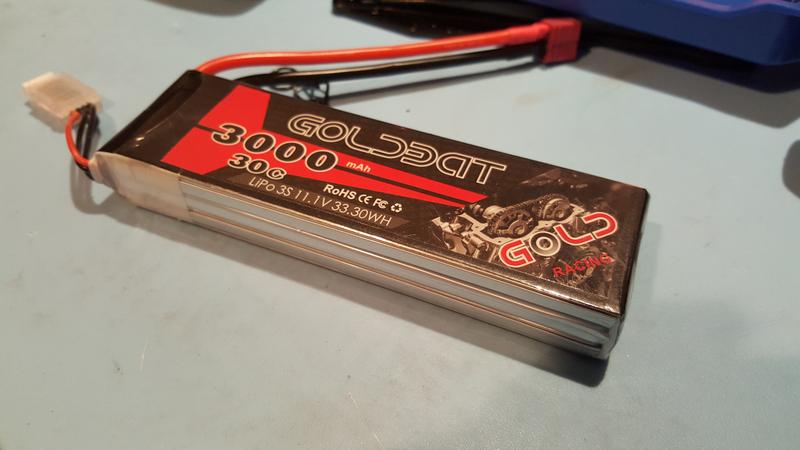 GOLDBAT
3000 mAh
30C
RoHS CE FC
LiPo 3S 11.1V 33.30WH
GOLD
RACING